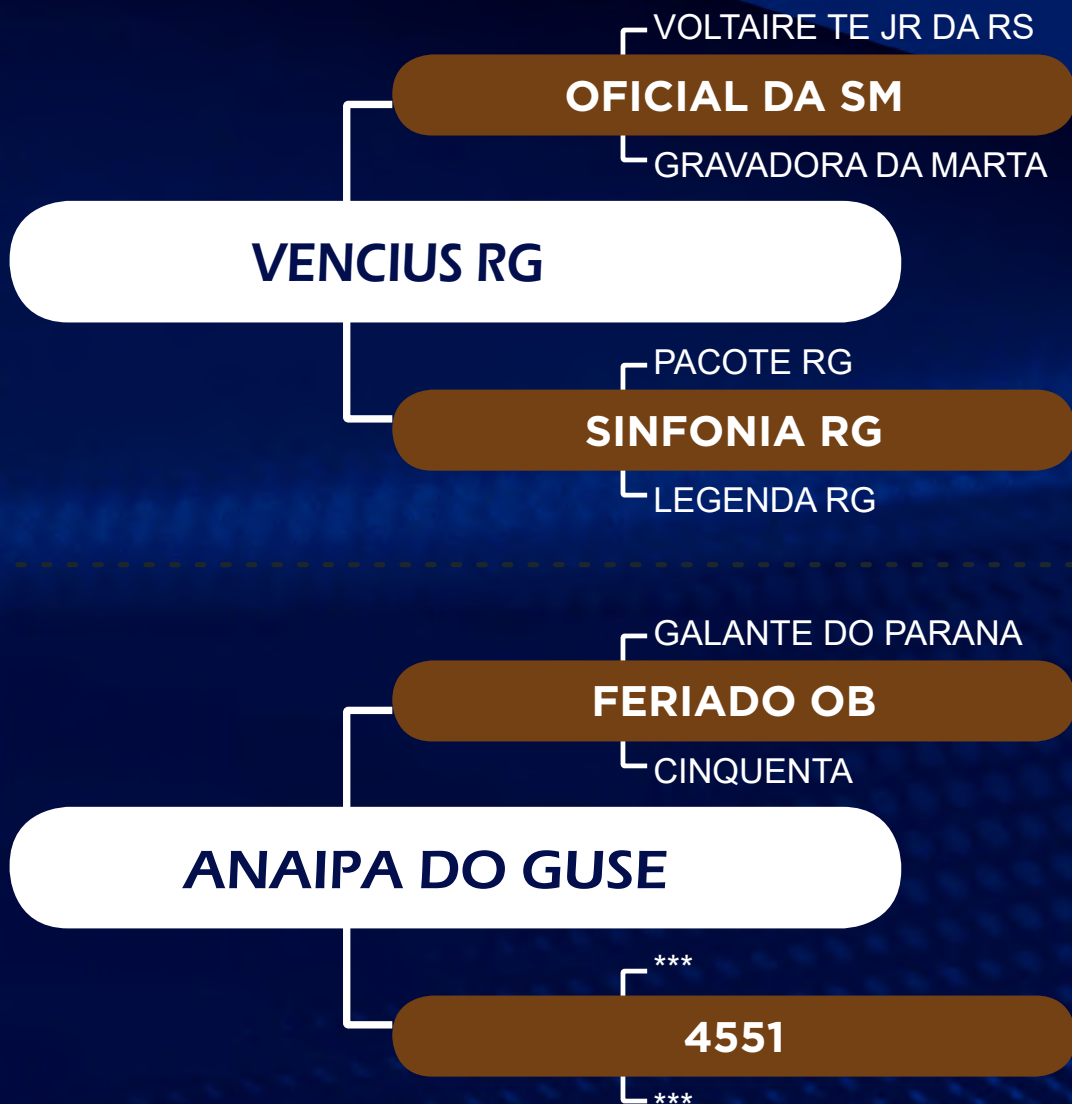 VOLTAIRE TE JR DA RS
OFICIAL DA SM
GRAVADORA DA MARTA
VENCIUS RG
PACOTE RG
SINFONIA RG
LEGENDA RG
GALANTE DO PARANA
FERIADO OB
CINQUENTA
ANAIPA DO GUSE
***
4551
***